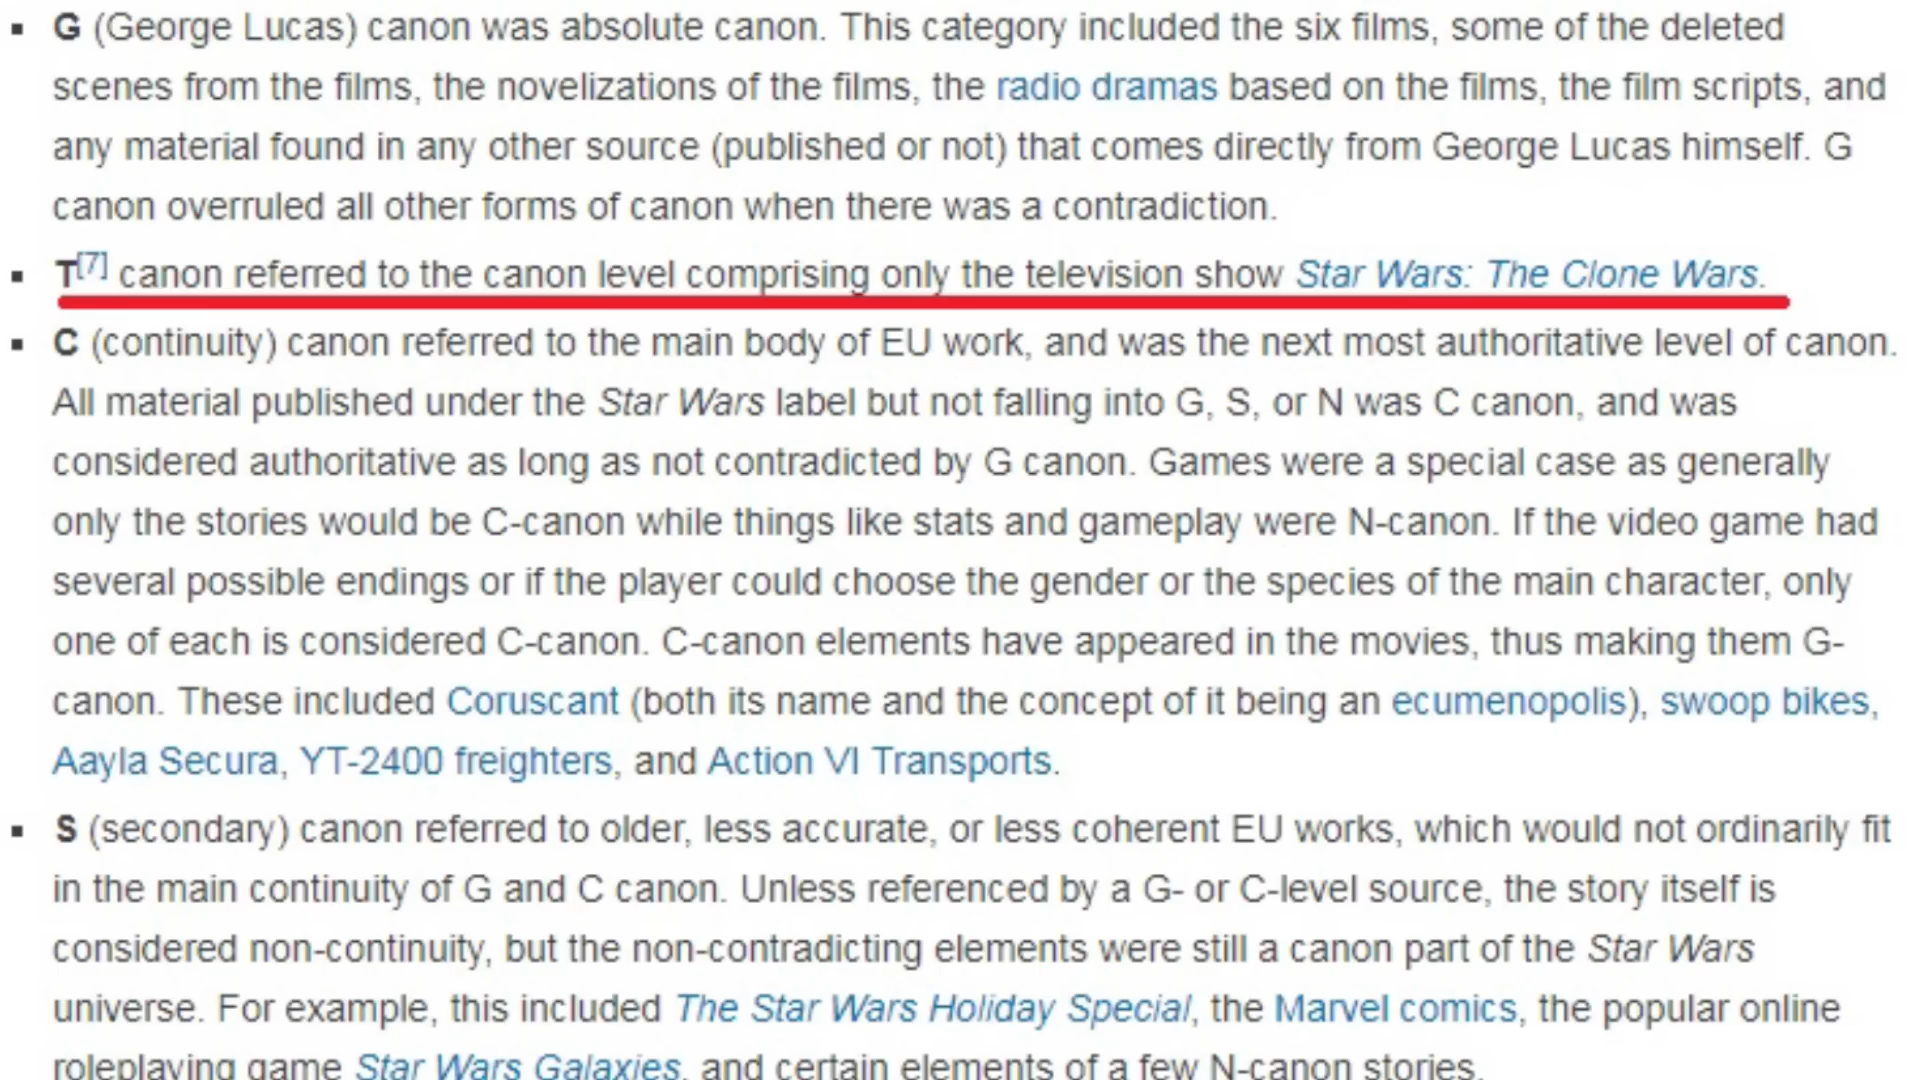 ▪ G (George Lucas) canon was absolute canon. This category included the six films, some of the deleted
scenes from the films, the novelizations of the films, the radio dramas based on the films, the film scripts, and
any material found in any other source (published or not) that comes directly from George Lucas himself. G
canon overruled all other forms of canon when there was a contradiction.
▪ T[7] canon referred to the canon level comprising only the television show Star Wars: The Clone Wars.
▪ C (continuity) canon referred to the main body of EU work, and was the next most authoritative level of canon.
All material published under the Star Wars label but not falling into G, S, or N was C canon, and was
considered authoritative as long as not contradicted by G canon. Games were a special case as generally
only the stories would be C-canon while things like stats and gameplay were N-canon. If the video game had
several possible endings or if the player could choose the gender or the species of the main character, only
one of each is considered C-canon. C-canon elements have appeared in the movies, thus making them G-
canon. These included Coruscant (both its name and the concept of it being an ecumenopolis), swoop bikes,
Aayla Secura, YT-2400 freighters, and Action VI Transports.
▪ S (secondary) canon referred to older, less accurate, or less coherent EU works, which would not ordinarily fit
in the main continuity of G and C canon. Unless referenced by a G- or C-level source, the story itself is
considered non-continuity, but the non-contradicting elements were still a canon part of the Star Wars
universe. For example, this included The Star Wars Holiday Special, the Marvel comics, the popular online
roleplaying game Star Wars Galaxies, and certain elements of a few N-canon stories.